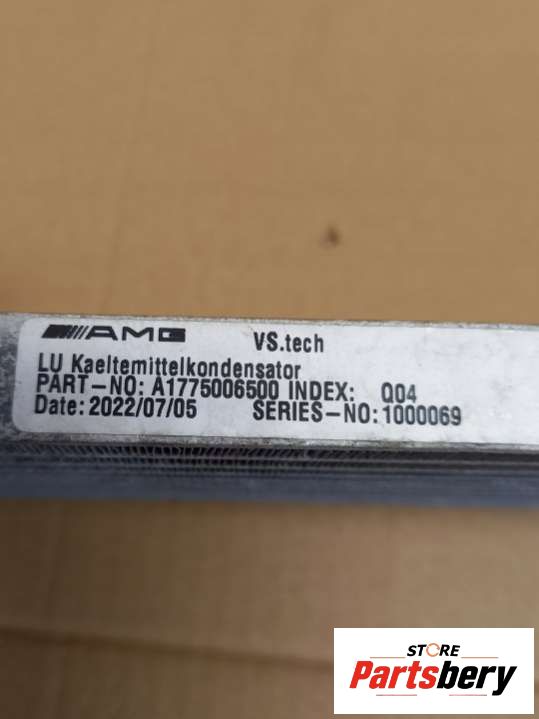 AMG VS.tech
LU Kaeltemittelkondensator
PART-NO: A1775006500 INDEX: Q04
Date: 2022/07/05 SERIES-NO: 1000069
STORE
Partsbery